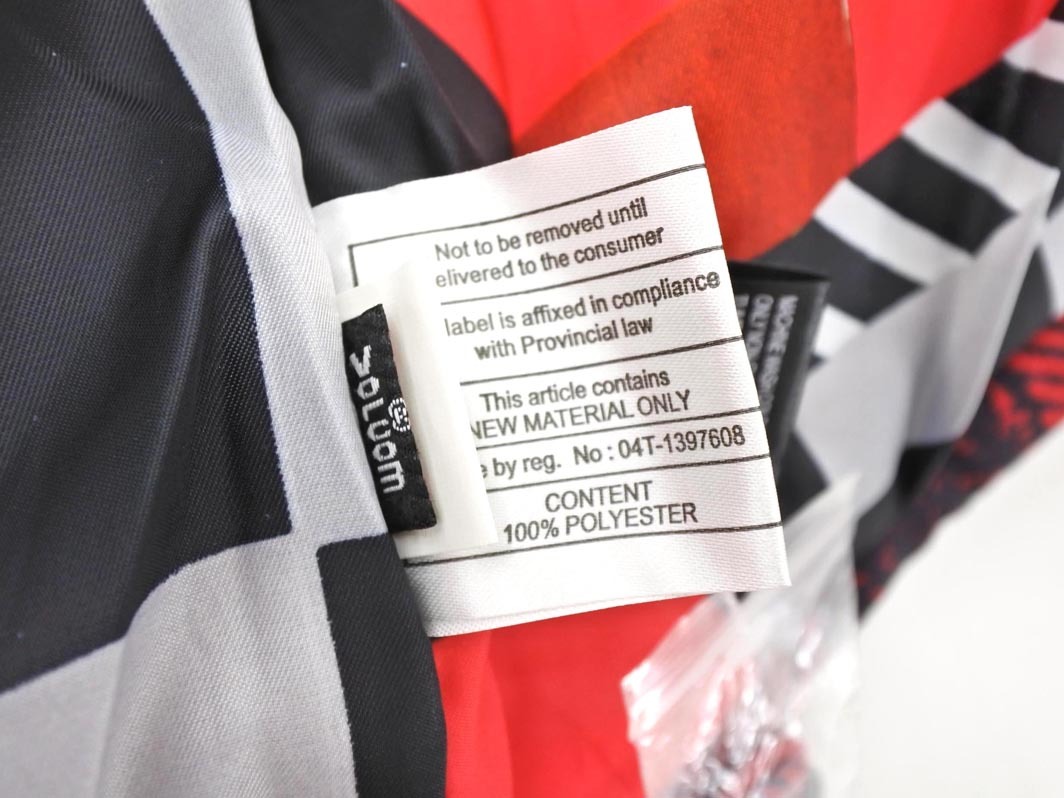 Not to be removed until
elivered to the consumer
label is affixed in compliance
with Provincial law
This article contains
NEW MATERIAL ONLY
by reg. No : 04T-1397608
CONTENT
100% POLYESTER
volcom
®